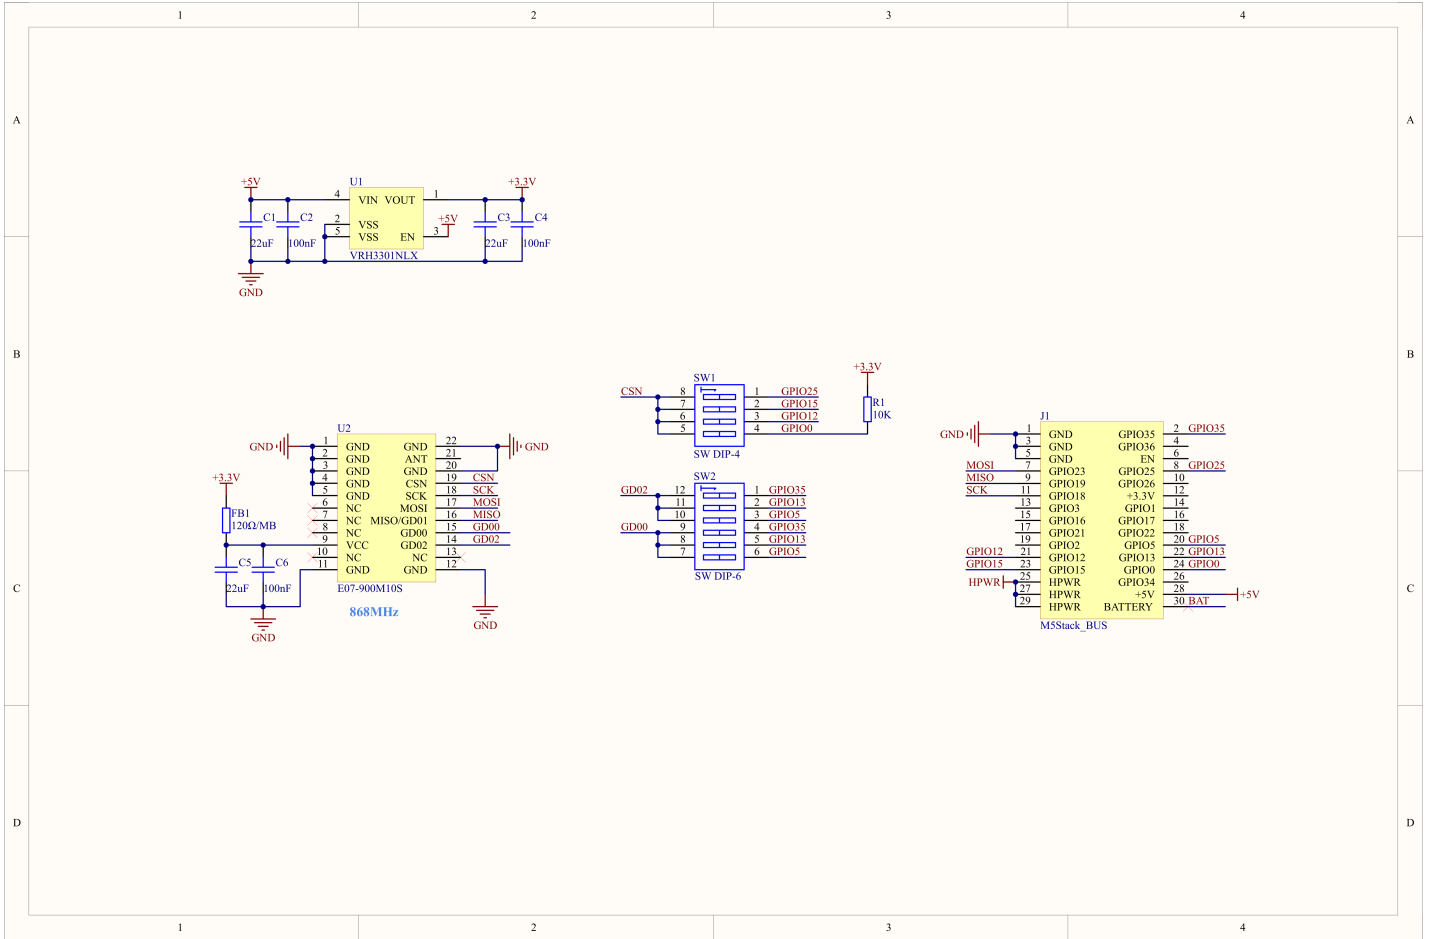 1 2 3 4
A A
+5V U1 +3.3V
4 VIN VOUT 1
C1 C2 2 VSS +5V C3 C4
5 VSS EN 3
22uF 100nF 22uF 100nF
VRH3301NLX
GND
B B
+3.3V
SW1
CSN 8 1 GPIO25
7 2 GPIO15 R1
6 3 GPIO12 10K
5 4 GPIO0
SW DIP-4
SW2
GD02 12 1 GPIO35
11 2 GPIO13
10 3 GPIO5
GD00 9 4 GPIO35
8 5 GPIO13
7 6 GPIO5
SW DIP-6
U2
GND 1 GND GND 22 GND
2 GND ANT 21
3 GND GND 20
+3.3V 4 GND CSN 19 CSN
5 GND SCK 18 SCK
6 NC MOSI 17 MOSI
FB1 7 NC MISO/GD01 16 MISO
120Ω/MB 8 NC GD00 15 GD00
9 VCC GD02 14 GD02
10 NC NC 13
C5 C6 11 GND GND 12
22uF 100nF E07-900M10S
868MHz
GND GND
J1
GND 1 GND GPIO35 2 GPIO35
3 GND GPIO36 4
5 GND EN 6
MOSI 7 GPIO23 GPIO25 8 GPIO25
MISO 9 GPIO19 GPIO26 10
SCK 11 GPIO18 +3.3V 12
13 GPIO3 GPIO1 14
15 GPIO16 GPIO17 16
17 GPIO21 GPIO22 18
19 GPIO2 GPIO5 20 GPIO5
GPIO12 21 GPIO12 GPIO13 22 GPIO13
GPIO15 23 GPIO15 GPIO0 24 GPIO0
HPWR 25 HPWR GPIO34 26
27 HPWR +5V 28 +5V
29 HPWR BATTERY 30 BAT
M5Stack_BUS
C C
D D
1 2 3 4